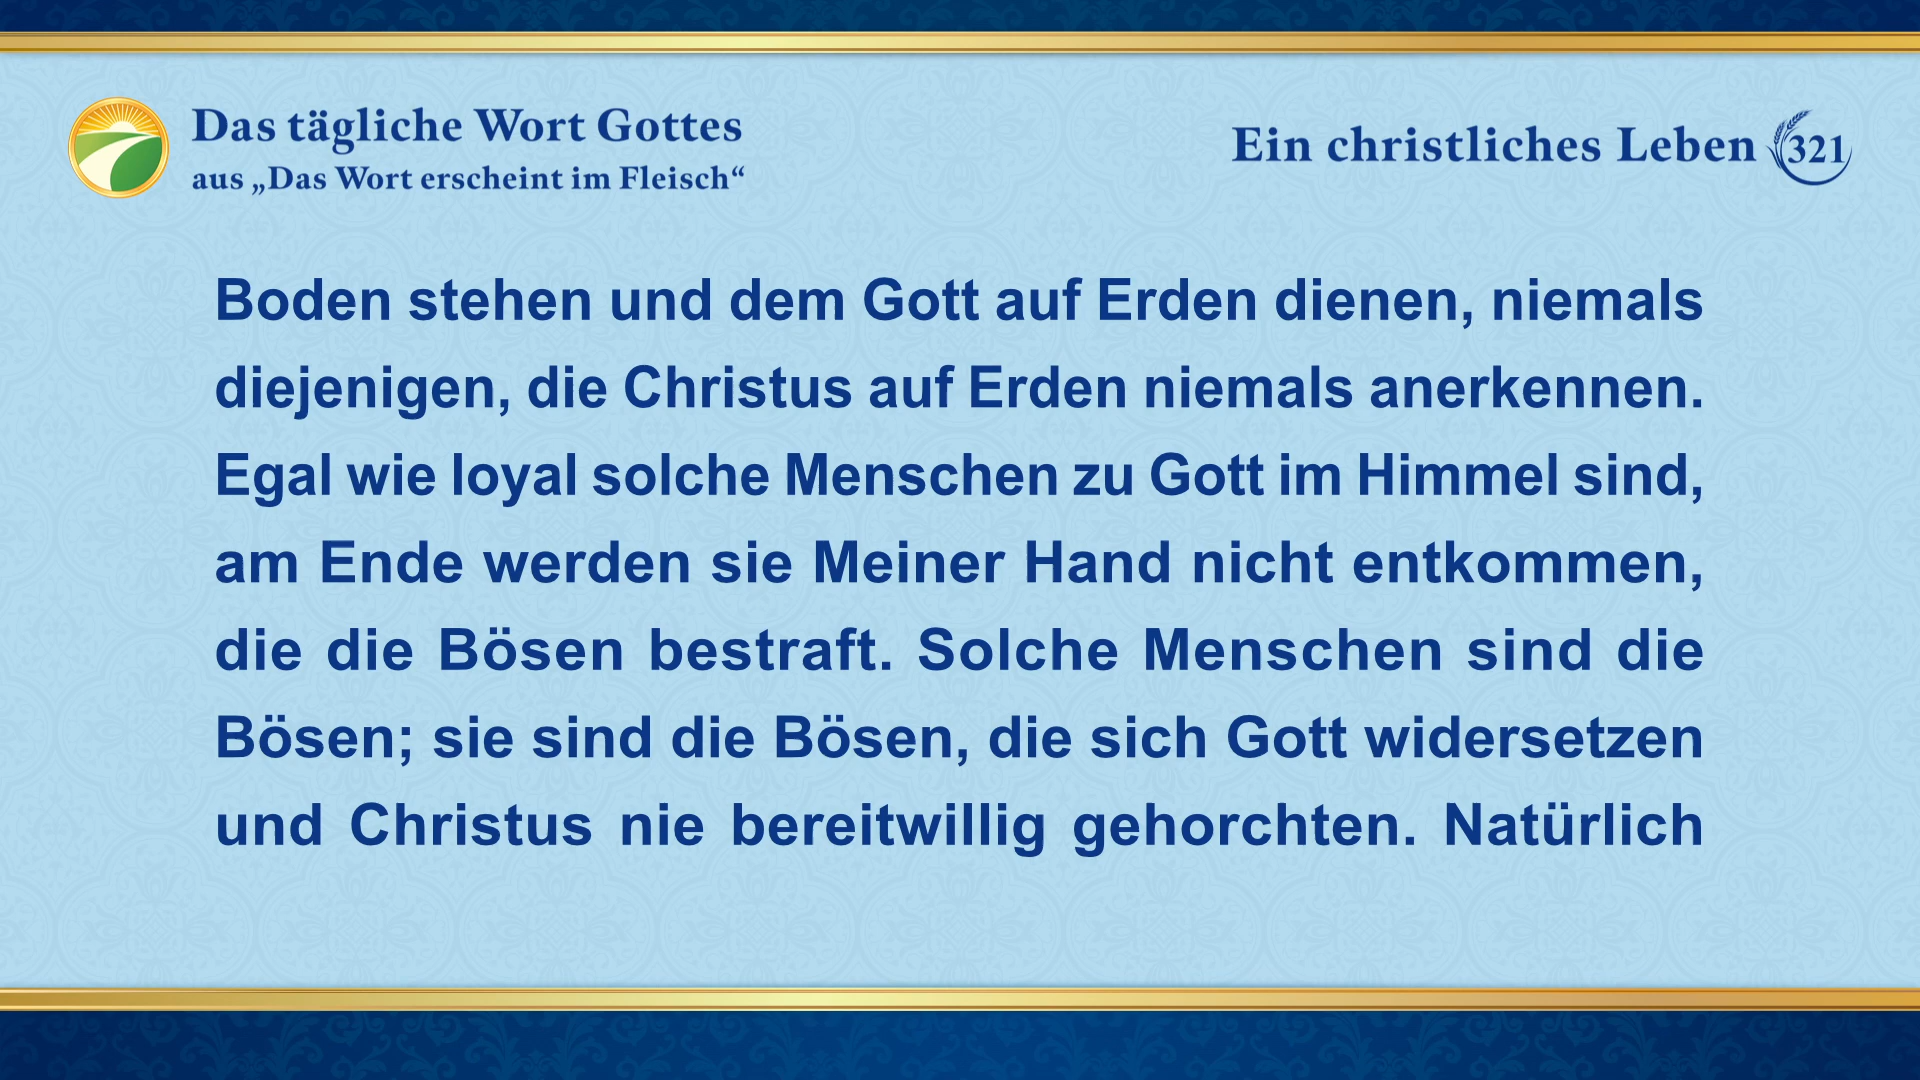 Das tägliche Wort Gottes
aus „Das Wort erscheint im Fleisch“
Ein christliches Leben 321
Boden stehen und dem Gott auf Erden dienen, niemals
diejenigen, die Christus auf Erden niemals anerkennen.
Egal wie loyal solche Menschen zu Gott im Himmel sind,
am Ende werden sie Meiner Hand nicht entkommen,
die die Bösen bestraft. Solche Menschen sind die
Bösen; sie sind die Bösen, die sich Gott widersetzen
und Christus nie bereitwillig gehorchten. Natürlich